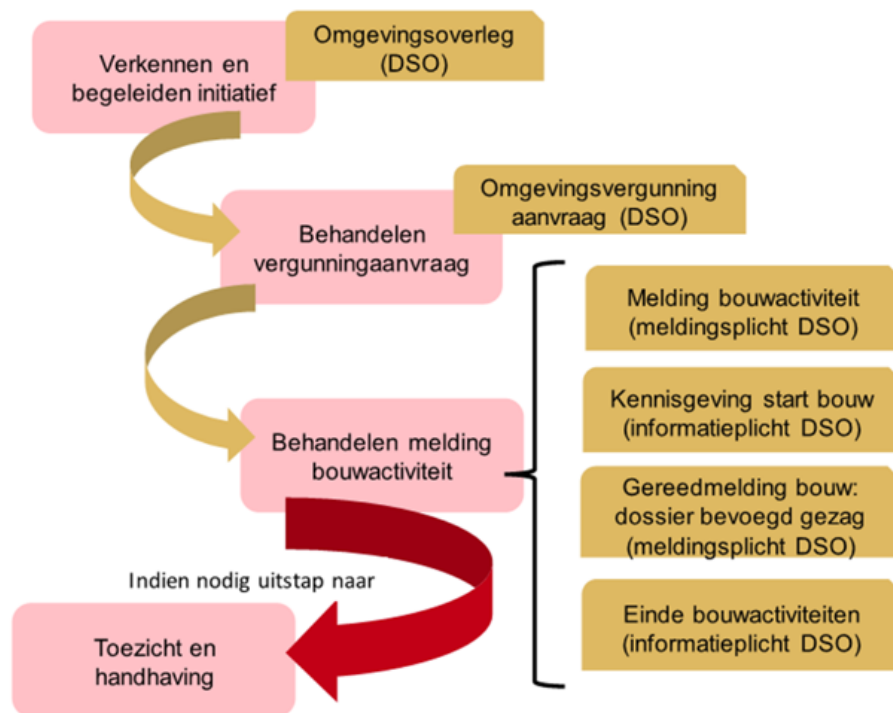 Omgevingsoverleg
(DSO)
Verkennen en
begeleiden initiatief
Omgevingsvergunning
aanvraag (DSO)
Behandelen
vergunningaanvraag
Melding bouwactiviteit
(meldingsplicht DSO)
Kennisgeving start bouw
(informatieplicht DSO)
Behandelen melding
bouwactiviteit
Gereedmelding bouw:
dossier bevoegd gezag
(meldingsplicht DSO)
Einde bouwactiviteiten
(informatieplicht DSO)
Indien nodig uitstap naar
Toezicht en
handhaving